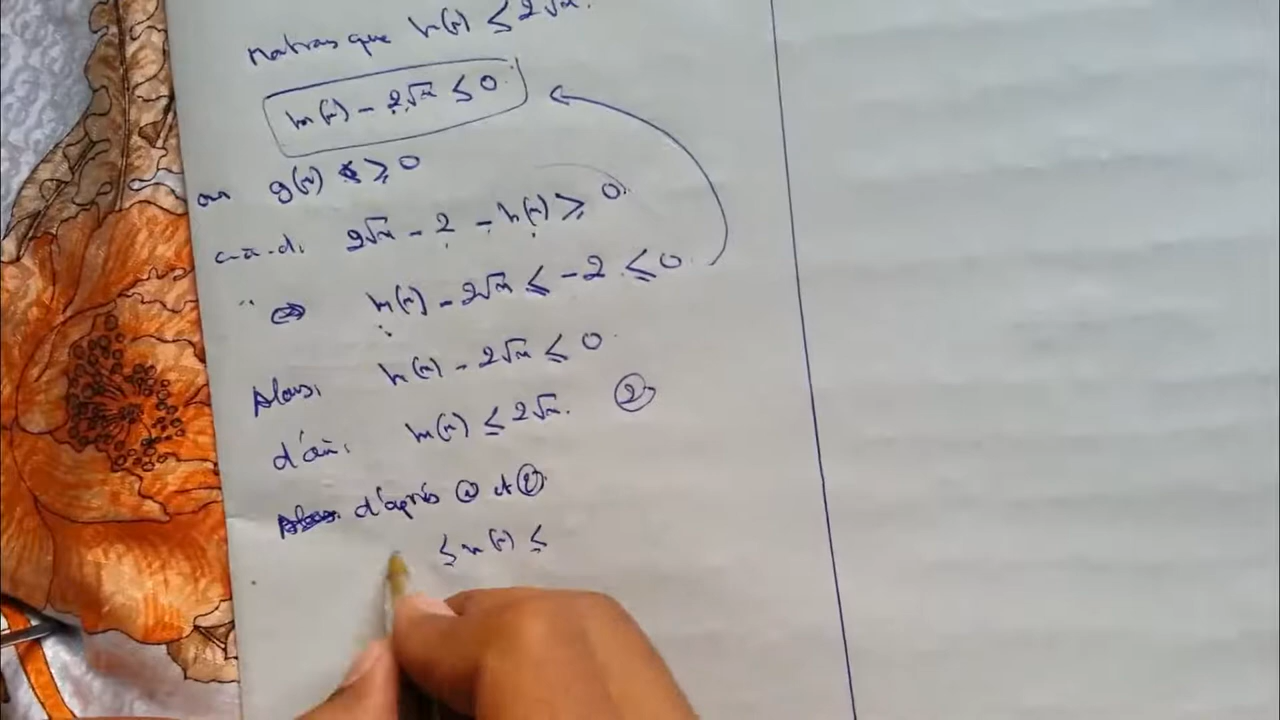 Montrons que ln(x) ≤ 2√x.
ln(x) - 2√x ≤ 0
on g(x) ≥ 0
c-à-d. 2√x - 2 - ln(x) ≥ 0
ln(x) - 2√x ≤ -2 ≤ 0.
Alors. ln(x) - 2√x ≤ 0.
d'où. ln(x) ≤ 2√x. ②
d'après ① et ②
≤ ln(x) ≤